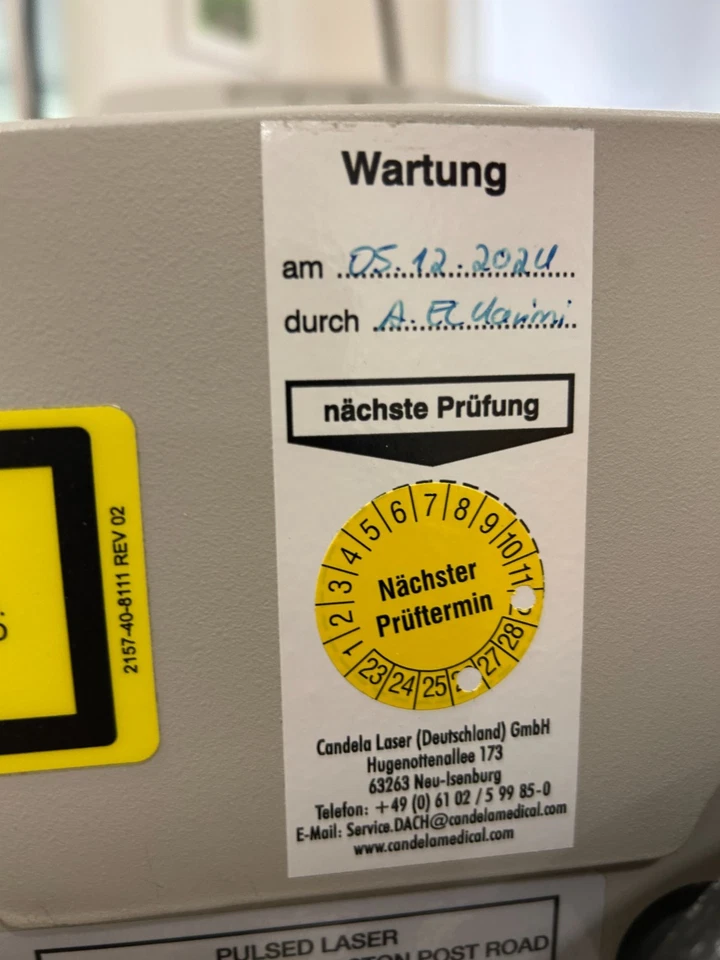 Wartung
am 05.12.2024
durch A. El
nächste Prüfung
1 2 3 4 5 6 7 8 9 10 11
Nächster
Prüftermin
23 24 25 27 28
Candela Laser (Deutschland) GmbH
Hugenottenallee 173
63263 Neu-Isenburg
Telefon: +49 (0) 61 02 / 5 99 85-0
E-Mail: Service.DACH@candelamedical.com
www.candelamedical.com
2157-40-8111 REV 02
PULSED LASER
POST ROAD